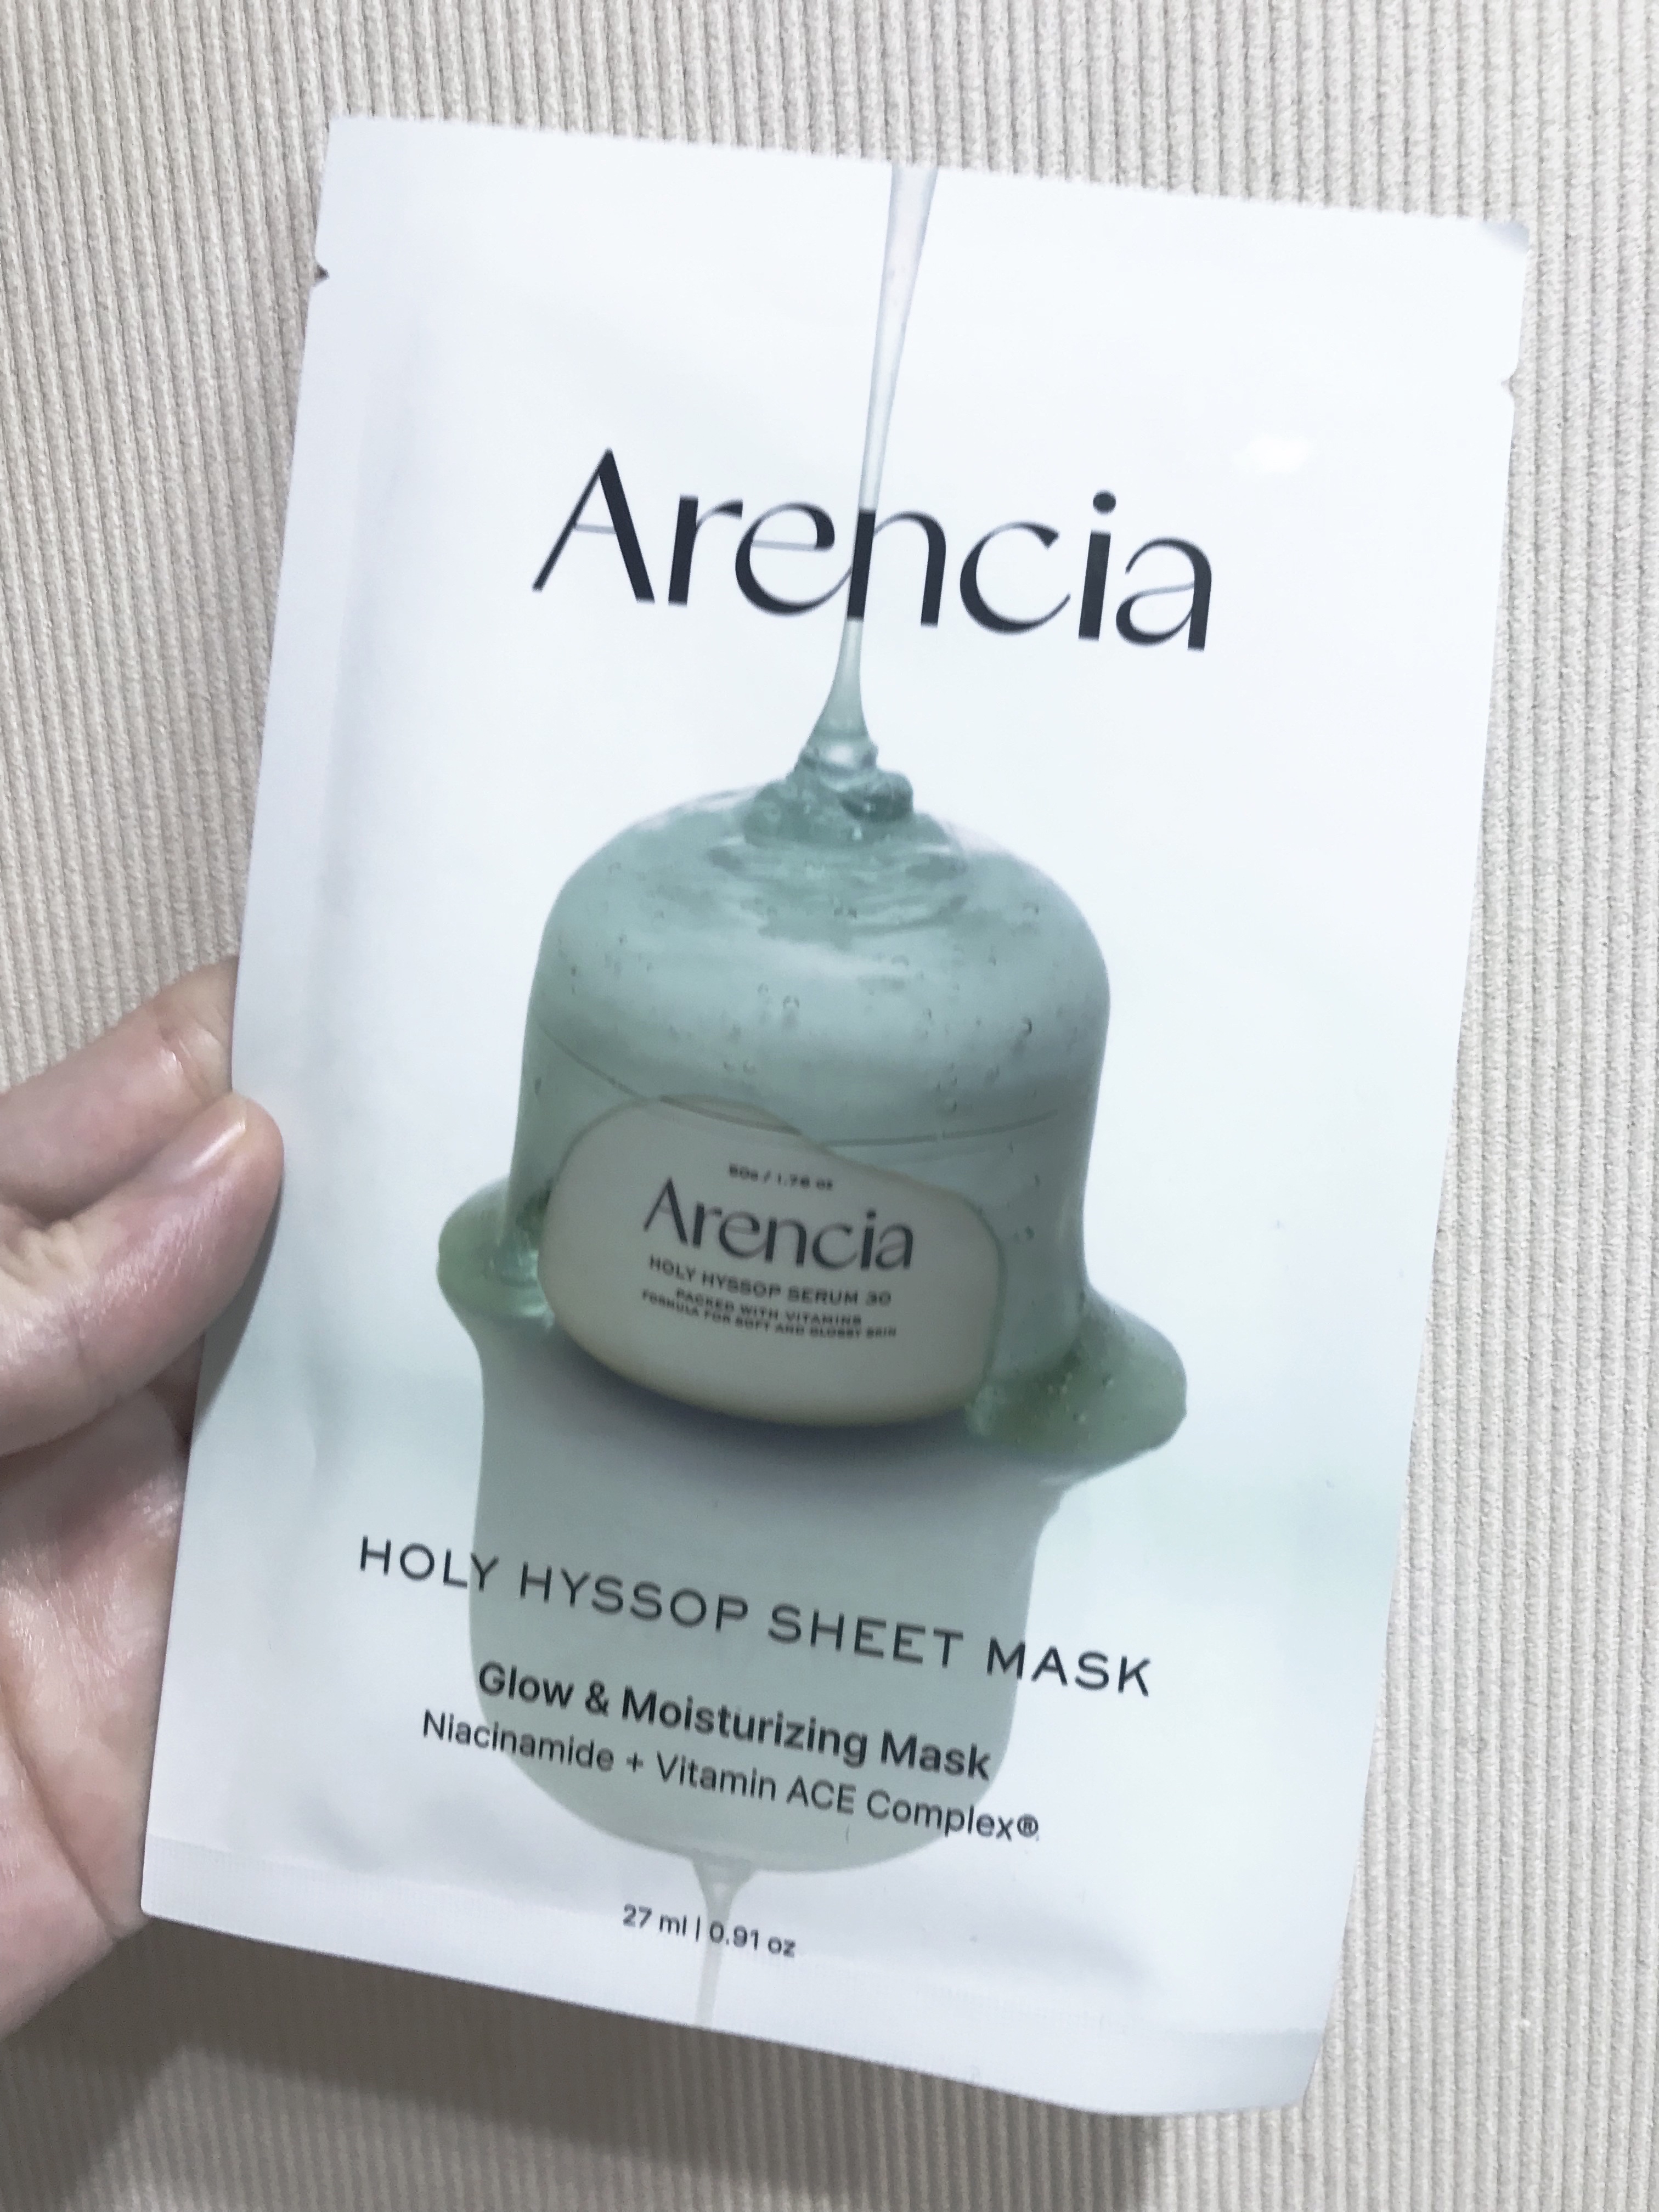 Arencia
50g / 1.76 oz
Arencia
HOLY HYSSOP SERUM 30
PACKED WITH VITAMINS
FORMULA FOR SOFT AND GLOSSY SKIN
HOLY HYSSOP SHEET MASK
Glow & Moisturizing Mask
Niacinamide + Vitamin ACE Complex®
27 ml | 0.91 oz